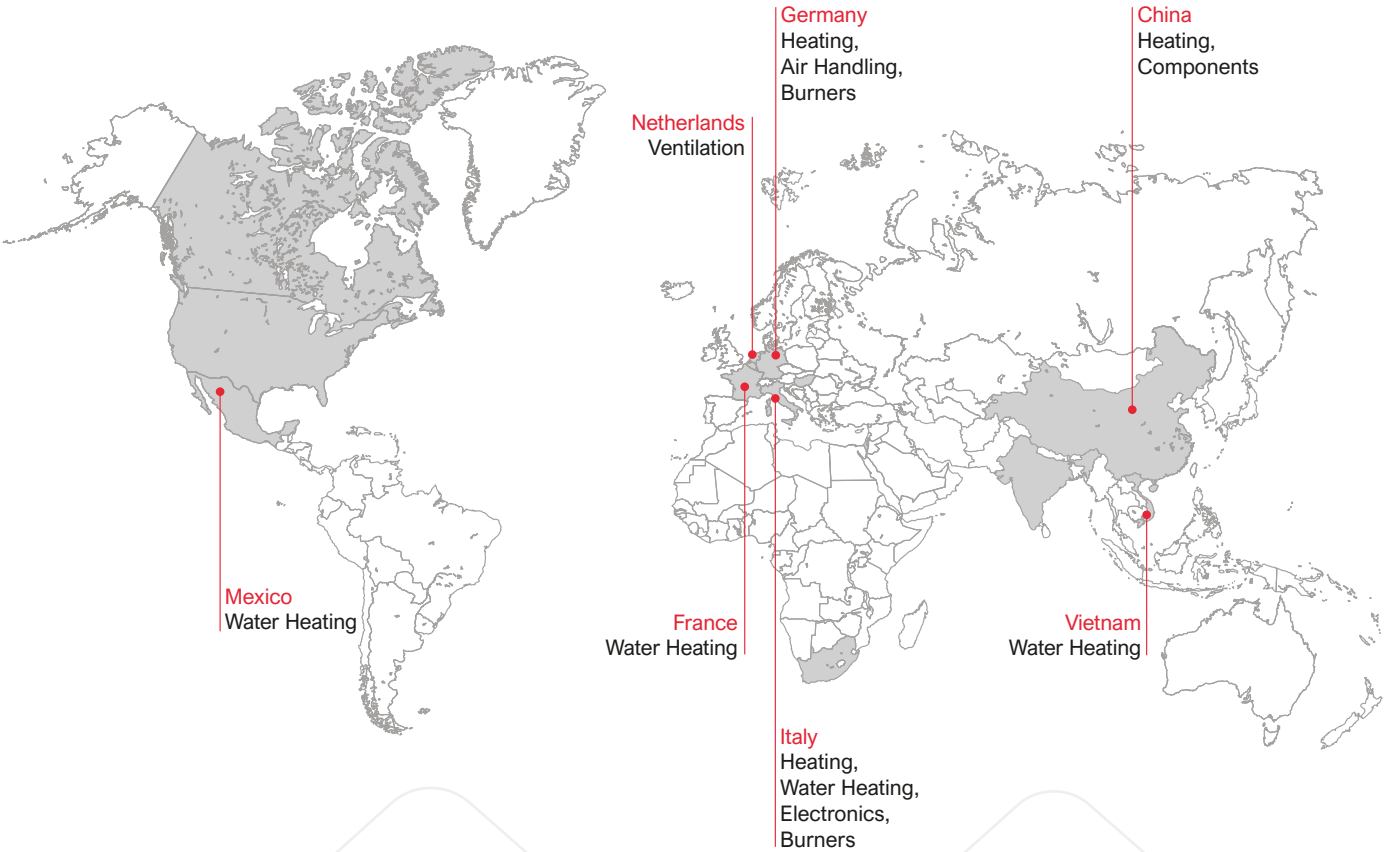 Germany
Heating,
Air Handling,
Burners
China
Heating,
Components
Netherlands
Ventilation
Mexico
Water Heating
France
Water Heating
Vietnam
Water Heating
Italy
Heating,
Water Heating,
Electronics,
Burners